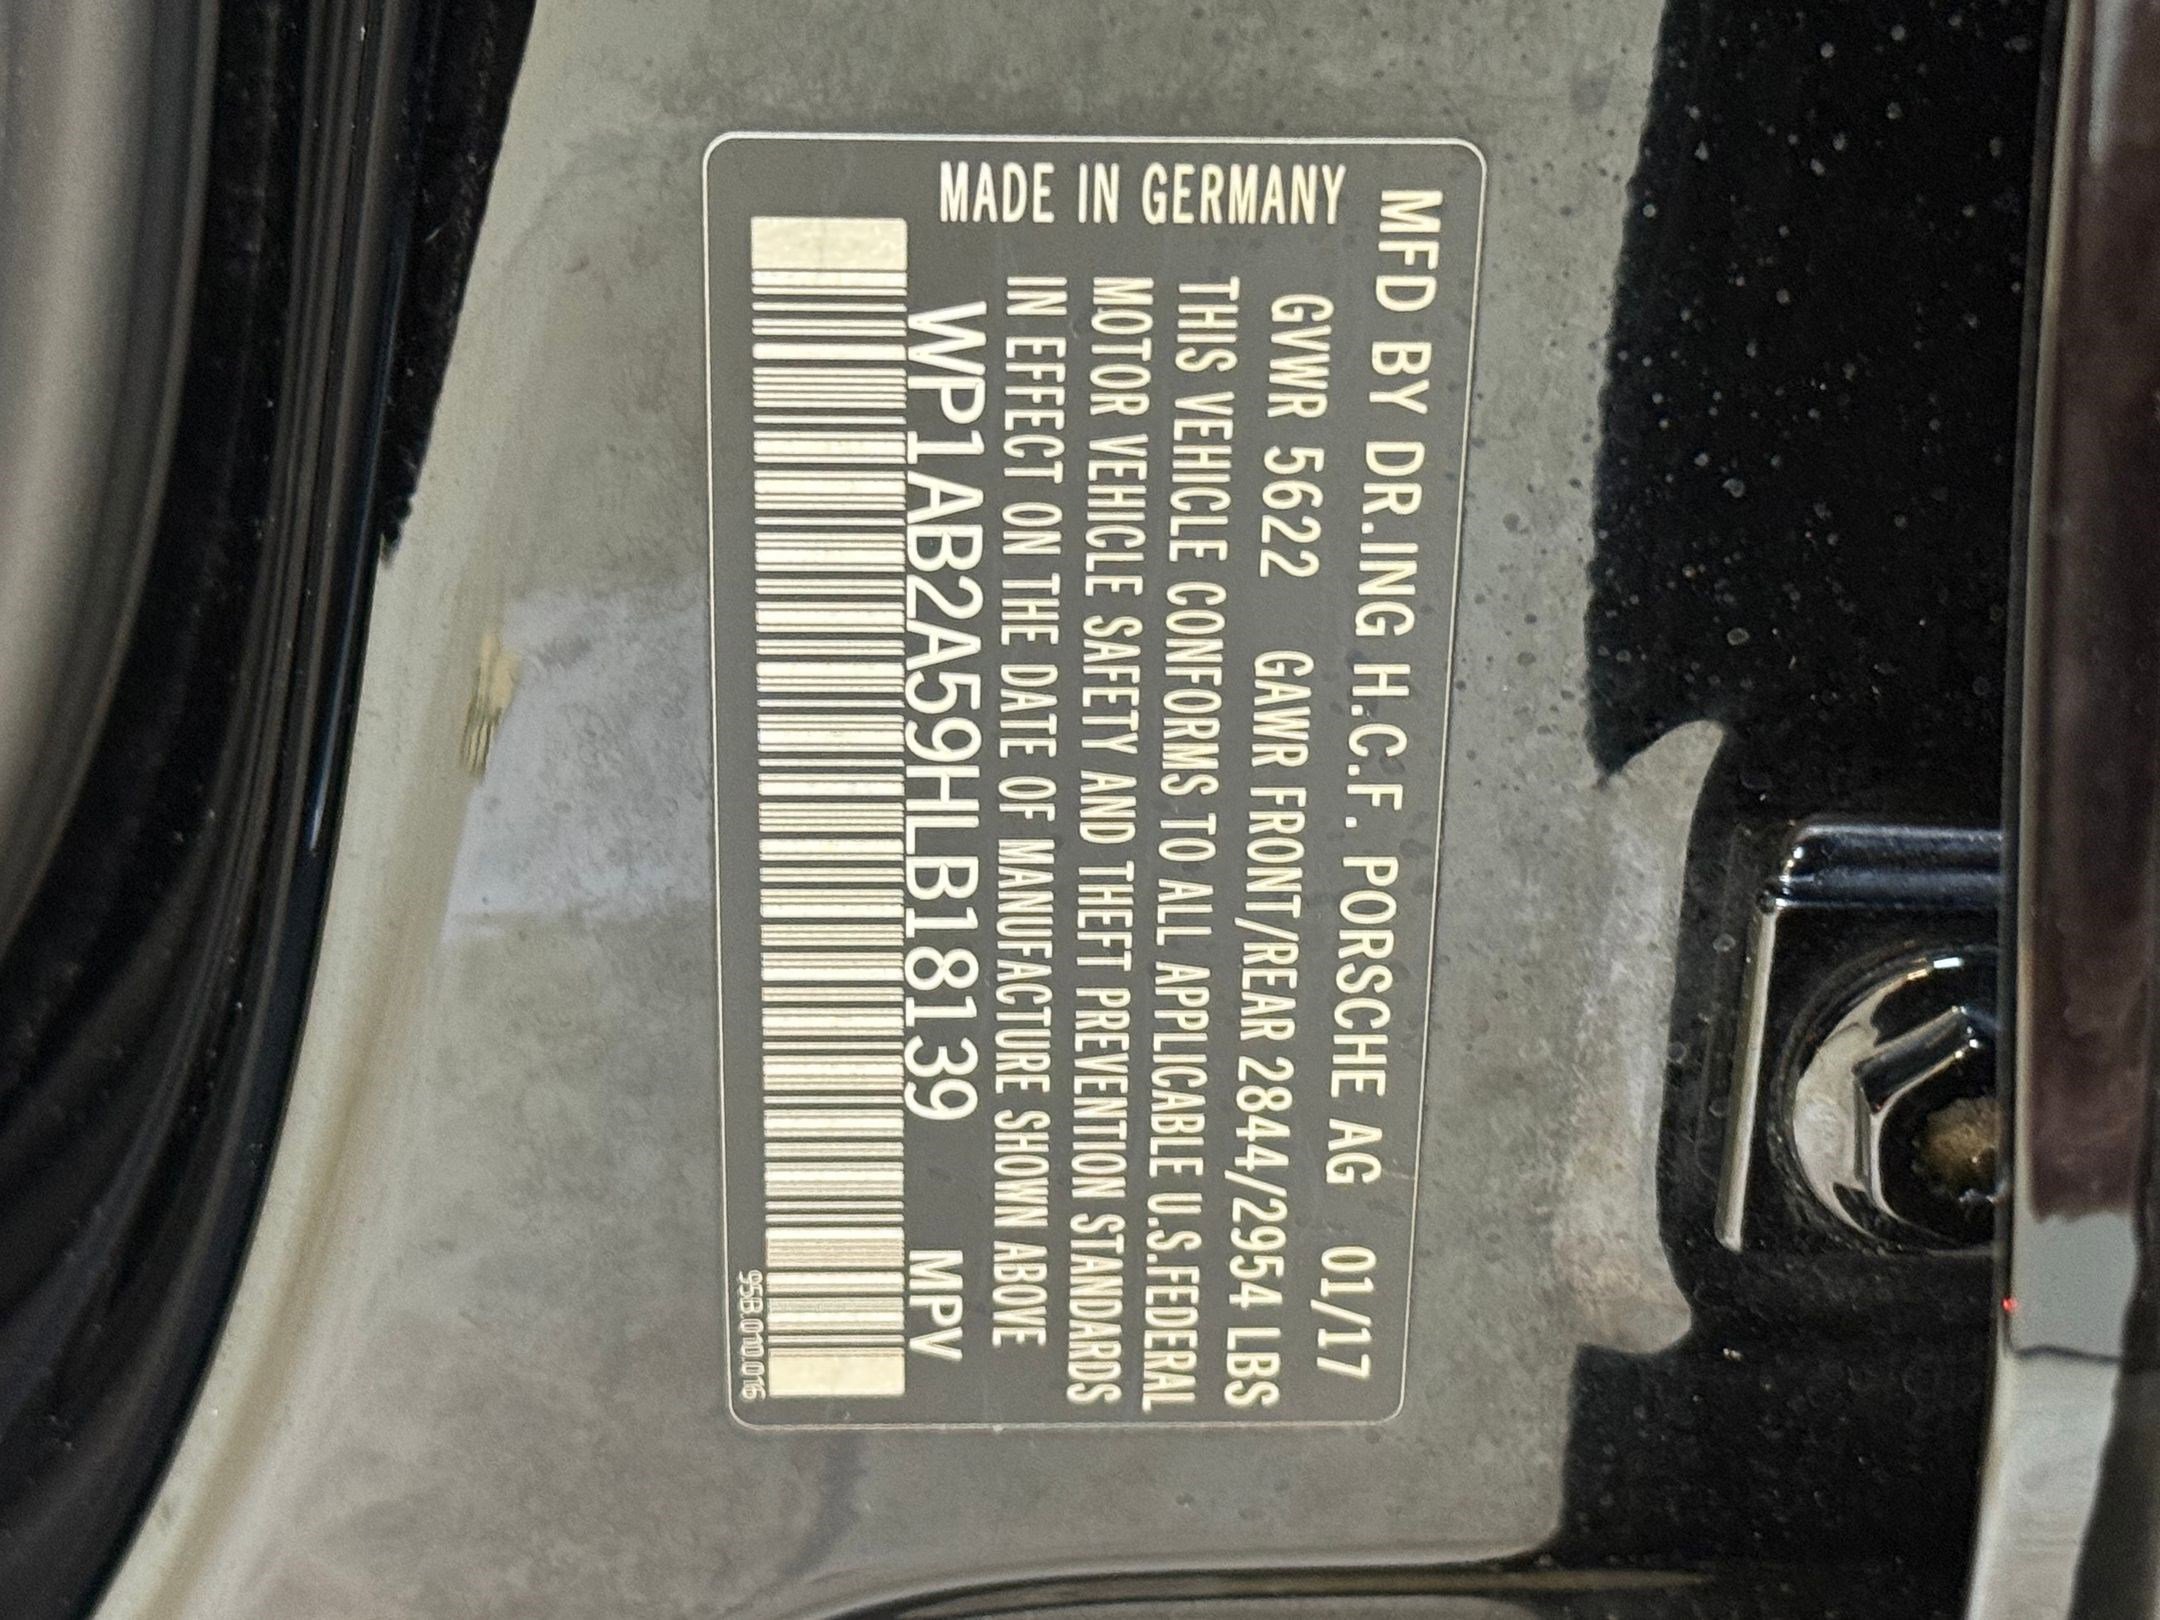 MFD BY DR.ING H.C.F. PORSCHE AG 01/17
GVWR 5622 GAWR FRONT/REAR 2844/2954 LBS
THIS VEHICLE CONFORMS TO ALL APPLICABLE U.S.FEDERAL
MOTOR VEHICLE SAFETY AND THEFT PREVENTION STANDARDS
IN EFFECT ON THE DATE OF MANUFACTURE SHOWN ABOVE
WP1AB2A59HLB18139 MPV
MADE IN GERMANY
95B.010.016